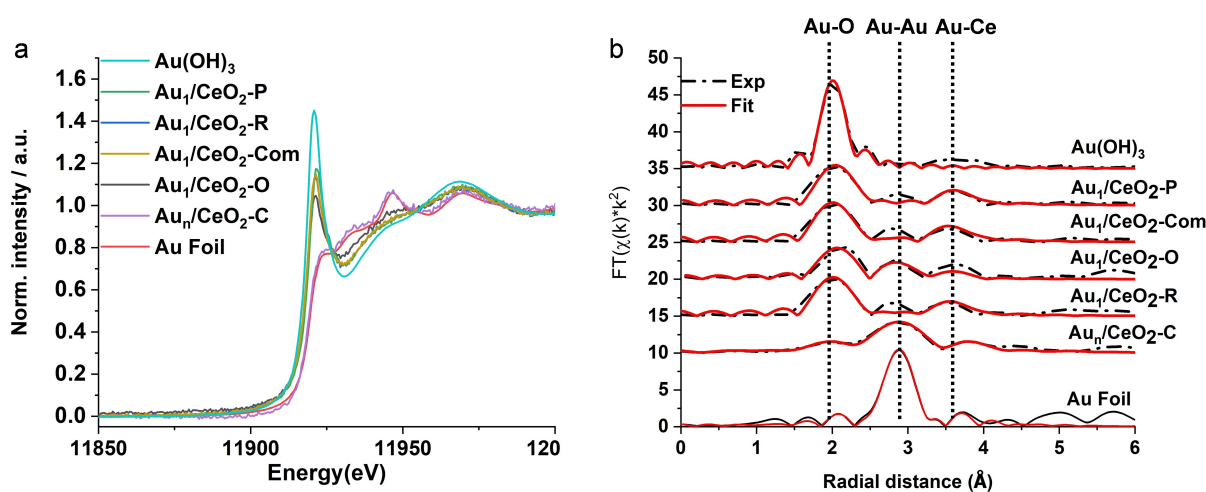 a
Norm. intensity / a.u.
1.6
1.4
1.2
1.0
0.8
0.6
0.4
0.2
0.0
Au(OH)₃
Au₁/CeO₂-P
Au₁/CeO₂-R
Au₁/CeO₂-Com
Au₁/CeO₂-O
Auₙ/CeO₂-C
Au Foil
11850
11900
11950
120
Energy(eV)
b
Au-O
Au-Au
Au-Ce
FT(χ(k)*k²)
50
45
40
35
30
25
20
15
10
5
0
Exp
Fit
Au(OH)₃
Au₁/CeO₂-P
Au₁/CeO₂-Com
Au₁/CeO₂-O
Au₁/CeO₂-R
Auₙ/CeO₂-C
Au Foil
0
1
2
3
4
5
6
Radial distance (Å)